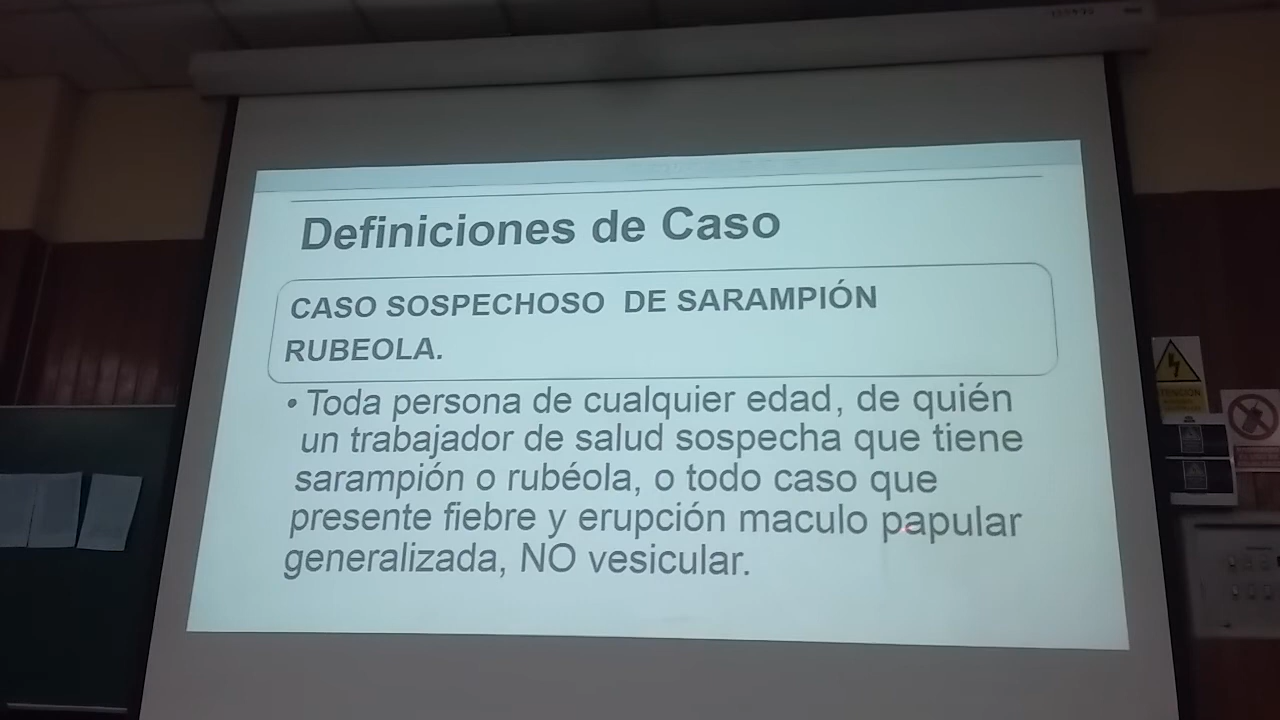 Definiciones de Caso
CASO SOSPECHOSO DE SARAMPIÓN
RUBEOLA.
• Toda persona de cualquier edad, de quién
un trabajador de salud sospecha que tiene
sarampión o rubéola, o todo caso que
presente fiebre y erupción maculo papular
generalizada, NO vesicular.